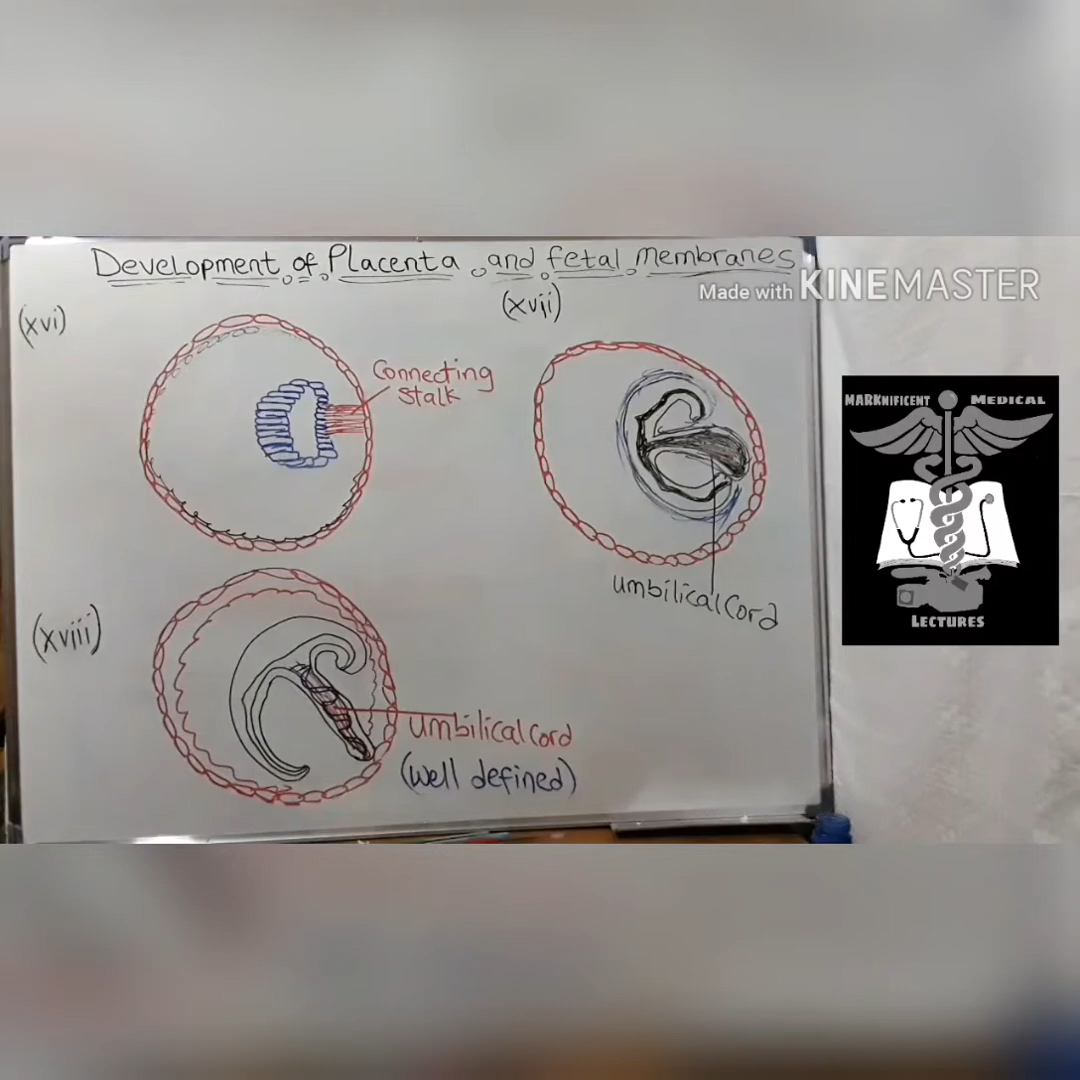 Development of Placenta and fetal Membranes
Made with KINEMASTER
(xvi)
(xvii)
Connecting
Stalk
umbilical Cord
(xviii)
umbilical Cord
(well defined)
MARKNIFICENT MEDICAL
LECTURES